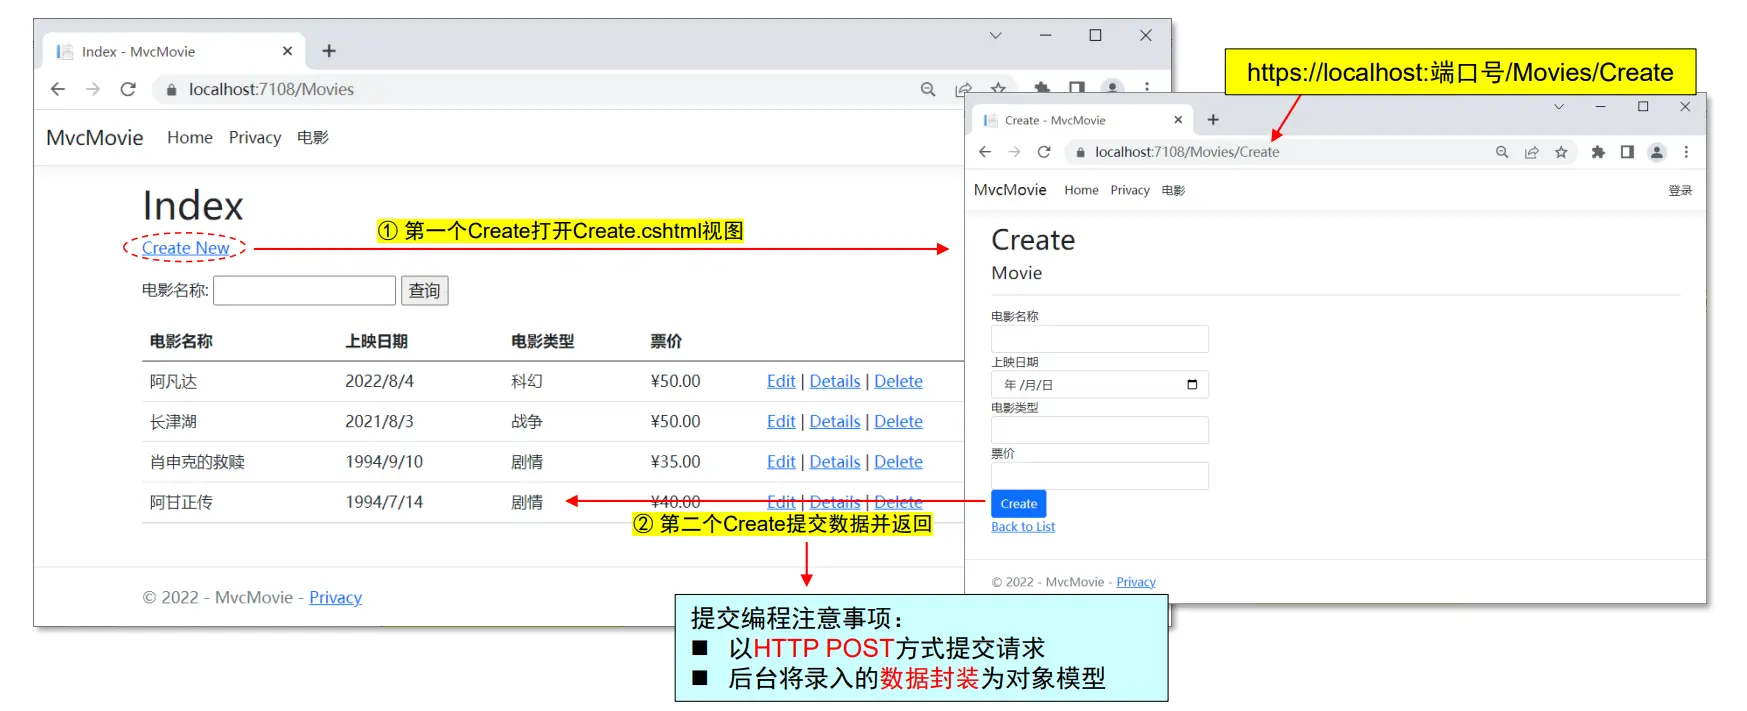 Index - MvcMovie
localhost:7108/Movies
MvcMovie Home Privacy 电影
Index
Create New
① 第一个Create打开Create.cshtml视图
电影名称: 查询
电影名称 上映日期 电影类型 票价
阿凡达 2022/8/4 科幻 ¥50.00 Edit | Details | Delete
长津湖 2021/8/3 战争 ¥50.00 Edit | Details | Delete
肖申克的救赎 1994/9/10 剧情 ¥35.00 Edit | Details | Delete
阿甘正传 1994/7/14 剧情 ¥40.00 Edit | Details | Delete
② 第二个Create提交数据并返回
© 2022 - MvcMovie - Privacy
https://localhost:端口号/Movies/Create
Create - MvcMovie
localhost:7108/Movies/Create
MvcMovie Home Privacy 电影 登录
Create
Movie
电影名称
上映日期
年 /月/日
电影类型
票价
Create
Back to List
© 2022 - MvcMovie - Privacy
提交编程注意事项：
■ 以HTTP POST方式提交请求
■ 后台将录入的数据封装为对象模型